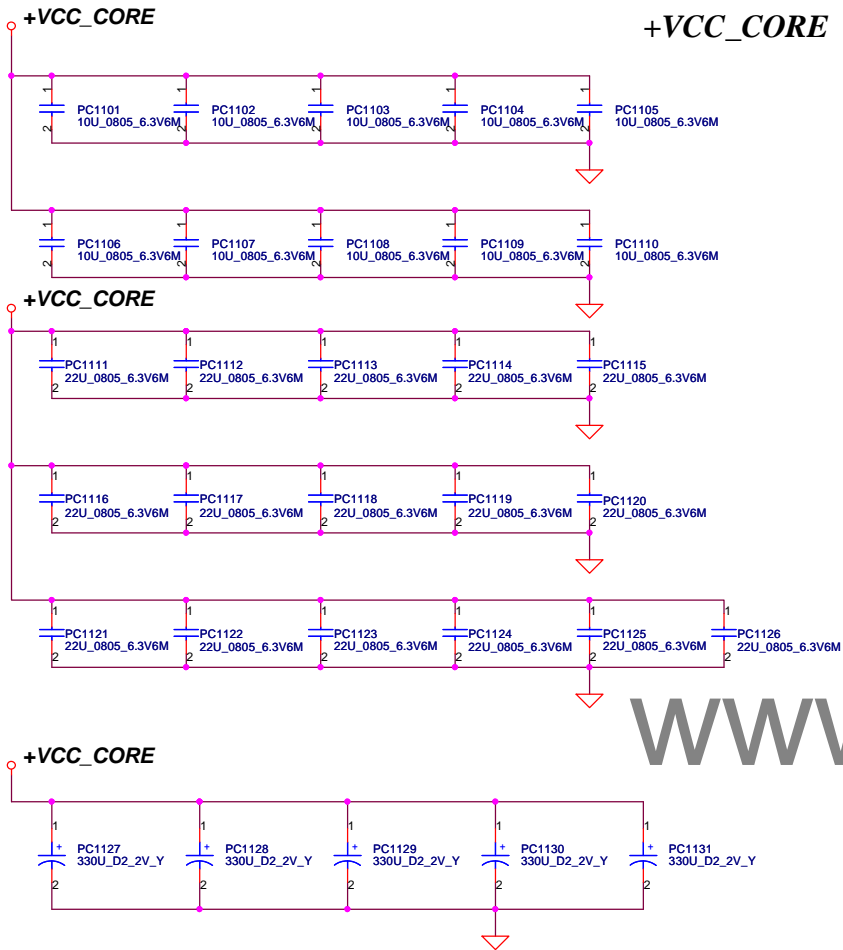 +VCC_CORE
+VCC_CORE
1 1 1 1 1
PC1101 PC1102 PC1103 PC1104 PC1105
10U_0805_6.3V6M 10U_0805_6.3V6M 10U_0805_6.3V6M 10U_0805_6.3V6M 10U_0805_6.3V6M
2 2 2 2 2
1 1 1 1 1
PC1106 PC1107 PC1108 PC1109 PC1110
10U_0805_6.3V6M 10U_0805_6.3V6M 10U_0805_6.3V6M 10U_0805_6.3V6M 10U_0805_6.3V6M
2 2 2 2 2
+VCC_CORE
1 1 1 1 1
PC1111 PC1112 PC1113 PC1114 PC1115
22U_0805_6.3V6M 22U_0805_6.3V6M 22U_0805_6.3V6M 22U_0805_6.3V6M 22U_0805_6.3V6M
2 2 2 2 2
1 1 1 1 1
PC1116 PC1117 PC1118 PC1119 PC1120
22U_0805_6.3V6M 22U_0805_6.3V6M 22U_0805_6.3V6M 22U_0805_6.3V6M 22U_0805_6.3V6M
2 2 2 2 2
1 1 1 1 1 1
PC1121 PC1122 PC1123 PC1124 PC1125 PC1126
22U_0805_6.3V6M 22U_0805_6.3V6M 22U_0805_6.3V6M 22U_0805_6.3V6M 22U_0805_6.3V6M 22U_0805_6.3V6M
2 2 2 2 2 2
+VCC_CORE
1 1 1 1 1
+ + + + +
PC1127 PC1128 PC1129 PC1130 PC1131
330U_D2_2V_Y 330U_D2_2V_Y 330U_D2_2V_Y 330U_D2_2V_Y 330U_D2_2V_Y
2 2 2 2 2